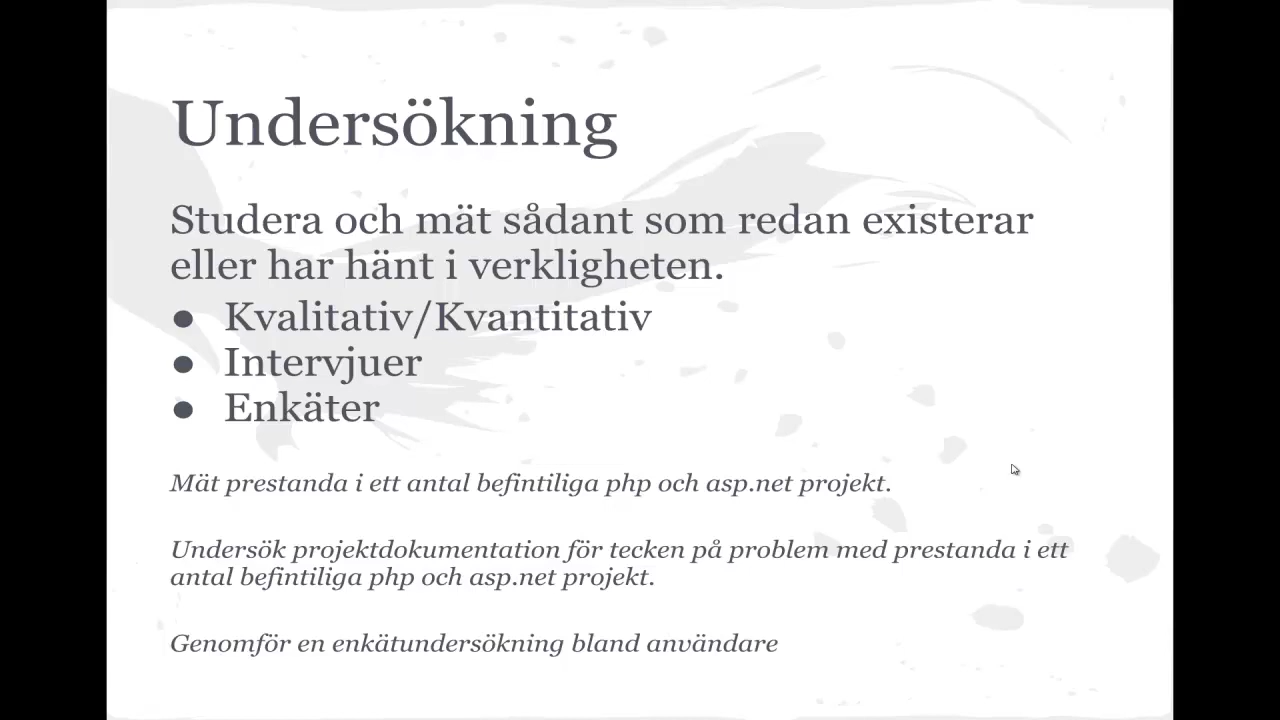 Undersökning
Studera och mät sådant som redan existerar
eller har hänt i verkligheten.
● Kvalitativ/Kvantitativ
● Intervjuer
● Enkäter
Mät prestanda i ett antal befintiliga php och asp.net projekt.
Undersök projektdokumentation för tecken på problem med prestanda i ett
antal befintiliga php och asp.net projekt.
Genomför en enkätundersökning bland användare